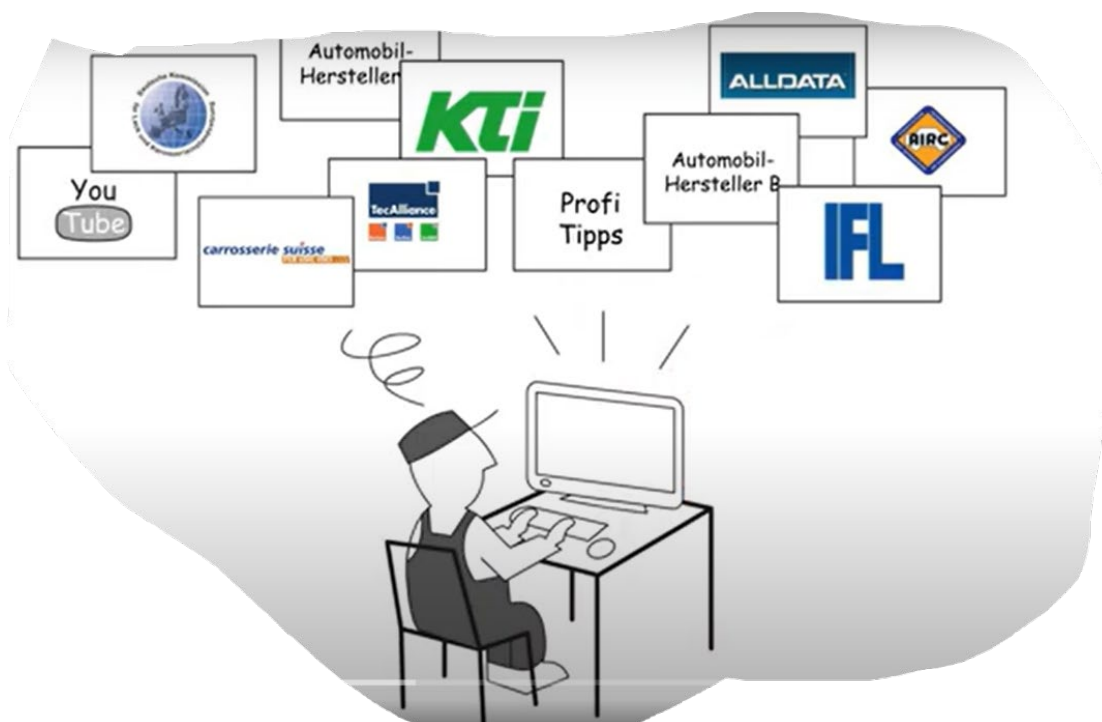 Automobil-
Hersteller
KTi
ALLDATA
AIRC
You
Tube
carrosserie suisse
TecAlliance
Profi
Tipps
Automobil-
Hersteller B
IFL